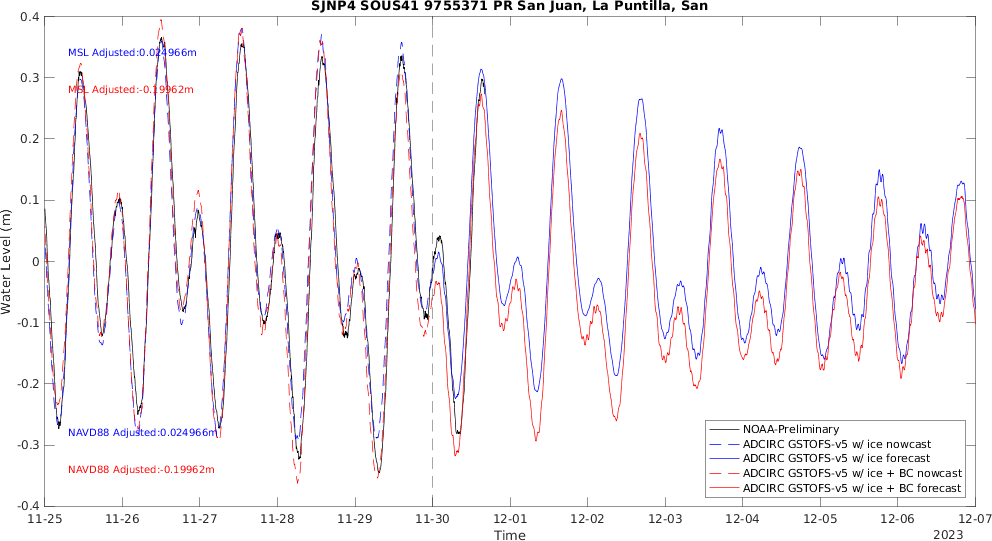 SJNP4 SOUS41 9755371 PR San Juan, La Puntilla, San
MSL Adjusted:0.024966m
MSL Adjusted:-0.19962m
NAVD88 Adjusted:0.024966m
NAVD88 Adjusted:-0.19962m
Water Level (m)
0.4
0.3
0.2
0.1
0
-0.1
-0.2
-0.3
-0.4
NOAA-Preliminary
ADCIRC GSTOFS-v5 w/ ice nowcast
ADCIRC GSTOFS-v5 w/ ice forecast
ADCIRC GSTOFS-v5 w/ ice + BC nowcast
ADCIRC GSTOFS-v5 w/ ice + BC forecast
11-25 11-26 11-27 11-28 11-29 11-30 12-01 12-02 12-03 12-04 12-05 12-06 12-07
Time
2023